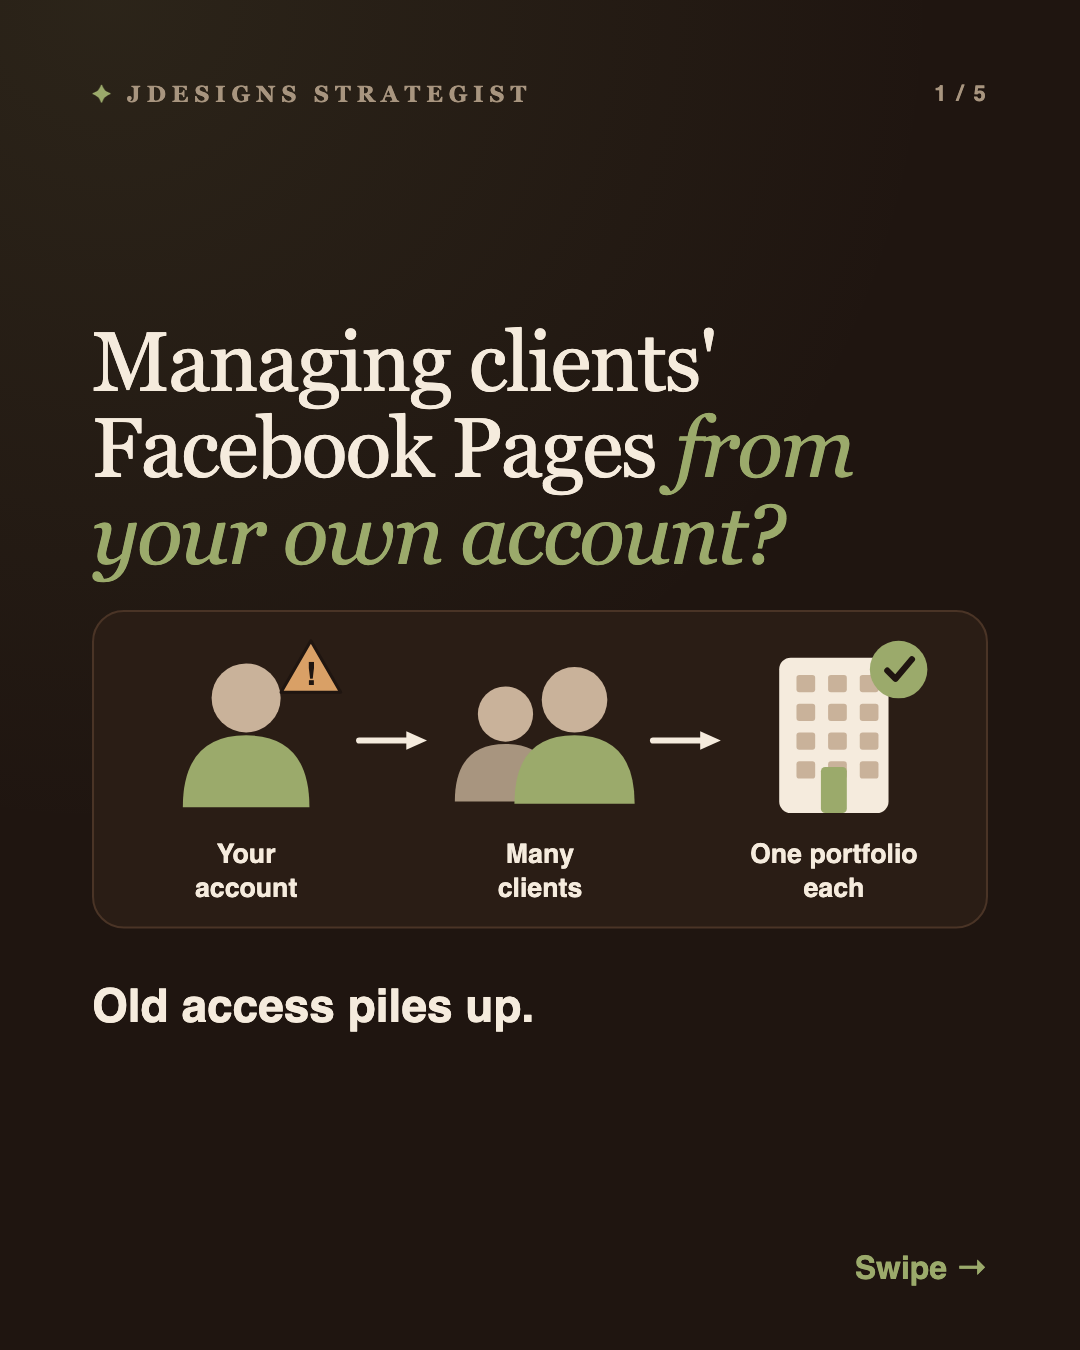 ✦ JDESIGNS STRATEGIST
1 / 5
Managing clients'
Facebook Pages from
your own account?
!
Your
account
Many
clients
One portfolio
each
Old access piles up.
Swipe →